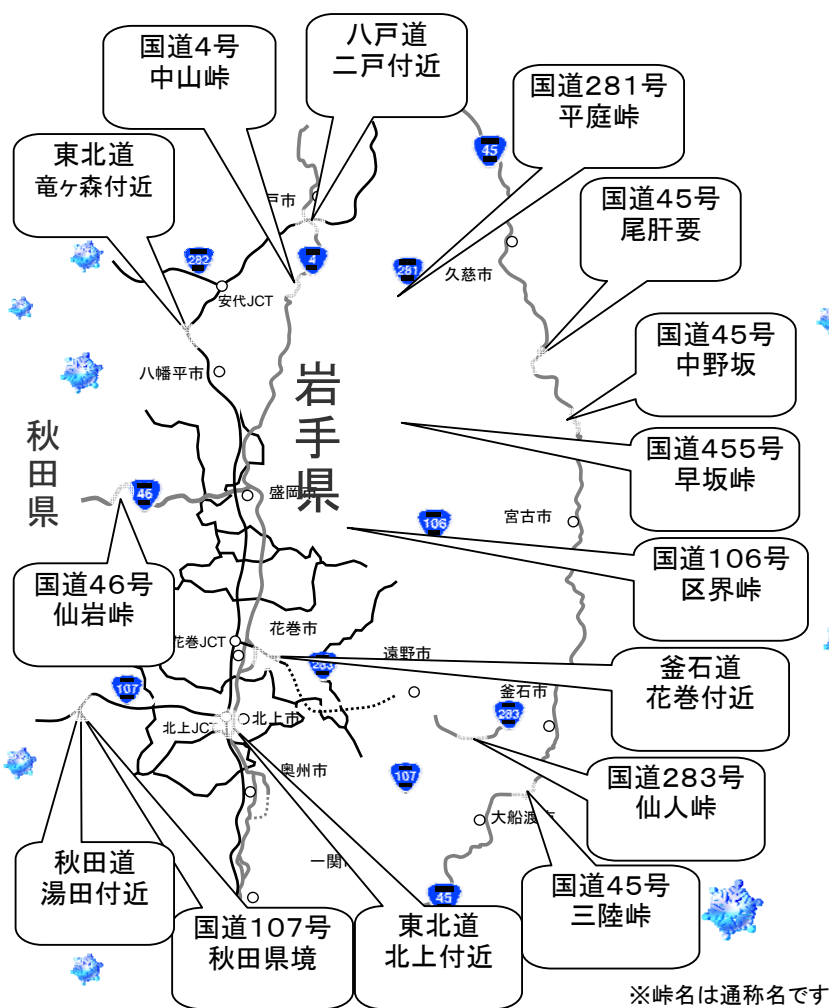 国道4号
中山峠
八戸道
二戸付近
国道281号
平庭峠
東北道
竜ヶ森付近
国道45号
尾肝要
45
戸市
282
4
281
久慈市
安代JCT
国道45号
中野坂
八幡平市
岩手県
秋田県
国道455号
早坂峠
46
盛岡市
106
宮古市
国道106号
区界峠
国道46号
仙岩峠
花巻JCT
花巻市
283
遠野市
釜石道
花巻付近
107
釜石市
283
北上JCT
北上市
奥州市
107
国道283号
仙人峠
大船渡市
秋田道
湯田付近
一関
45
国道45号
三陸峠
国道107号
秋田県境
東北道
北上付近
※峠名は通称名です